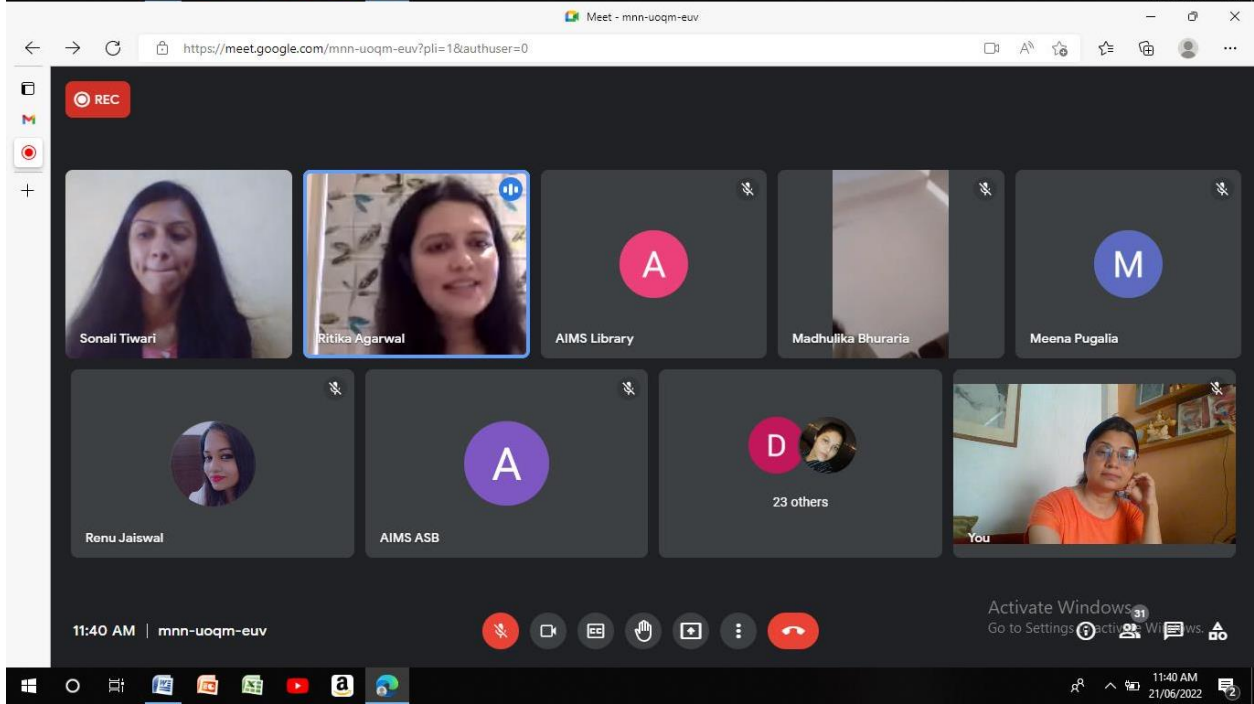 Meet - mnn-uoqm-euv
https://meet.google.com/mnn-uoqm-euv?pli=1&authuser=0
REC
Sonali Tiwari
Ritika Agarwal
A
AIMS Library
Madhulika Bhuraria
M
Meena Pugalia
Renu Jaiswal
A
AIMS ASB
D
23 others
You
11:40 AM | mnn-uoqm-euv
CC
Activate Windows
31
Go to Settings
11:40 AM
21/06/2022
2